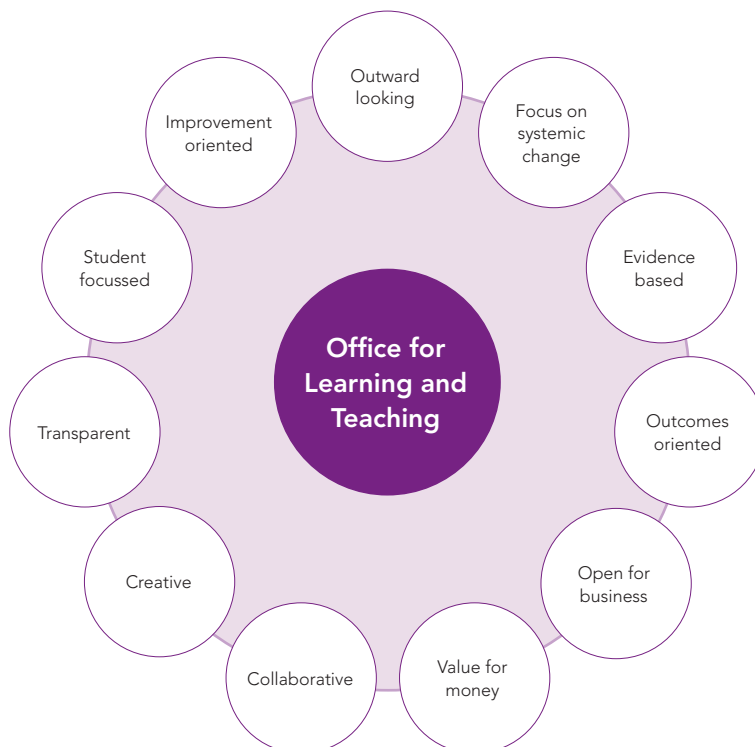 Outward
looking
Focus on
systemic
change
Evidence
based
Outcomes
oriented
Open for
business
Value for
money
Collaborative
Creative
Transparent
Student
focussed
Improvement
oriented
Office for
Learning and
Teaching